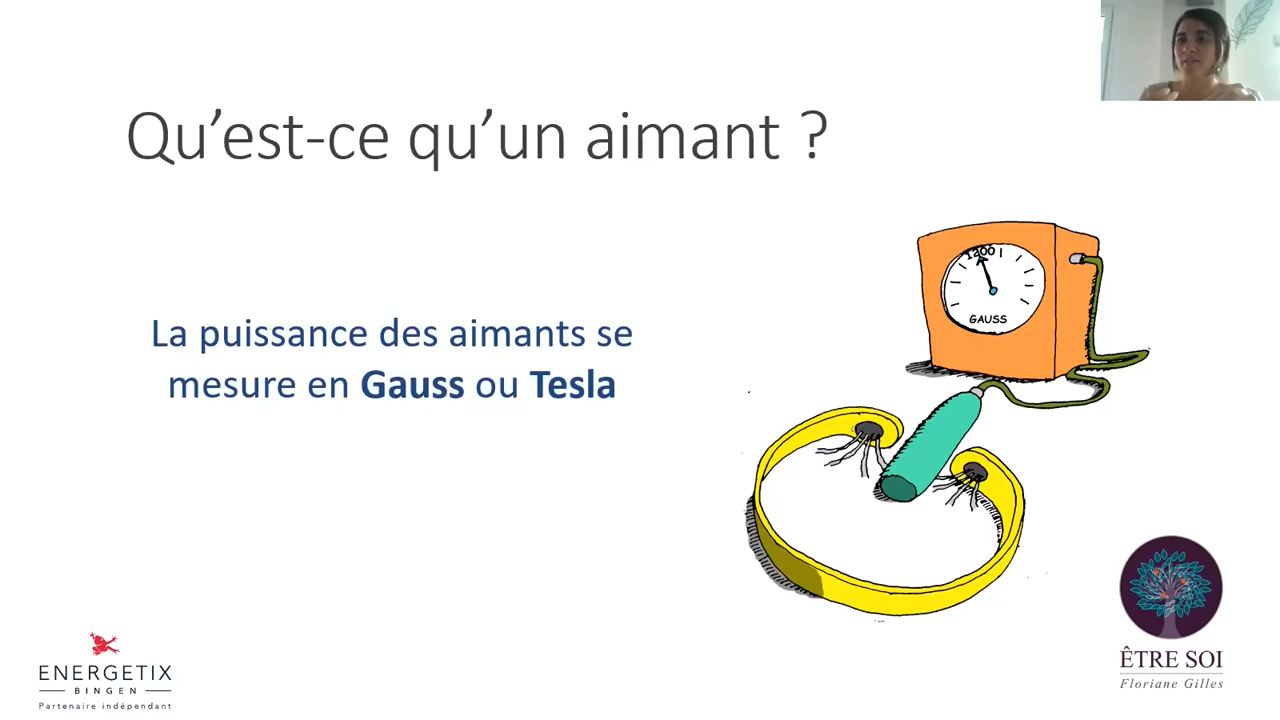 Qu’est-ce qu’un aimant ?
La puissance des aimants se
mesure en Gauss ou Tesla
1200
GAUSS
ENERGETIX
BINGEN
Partenaire indépendant
ÊTRE SOI
Floriane Gilles